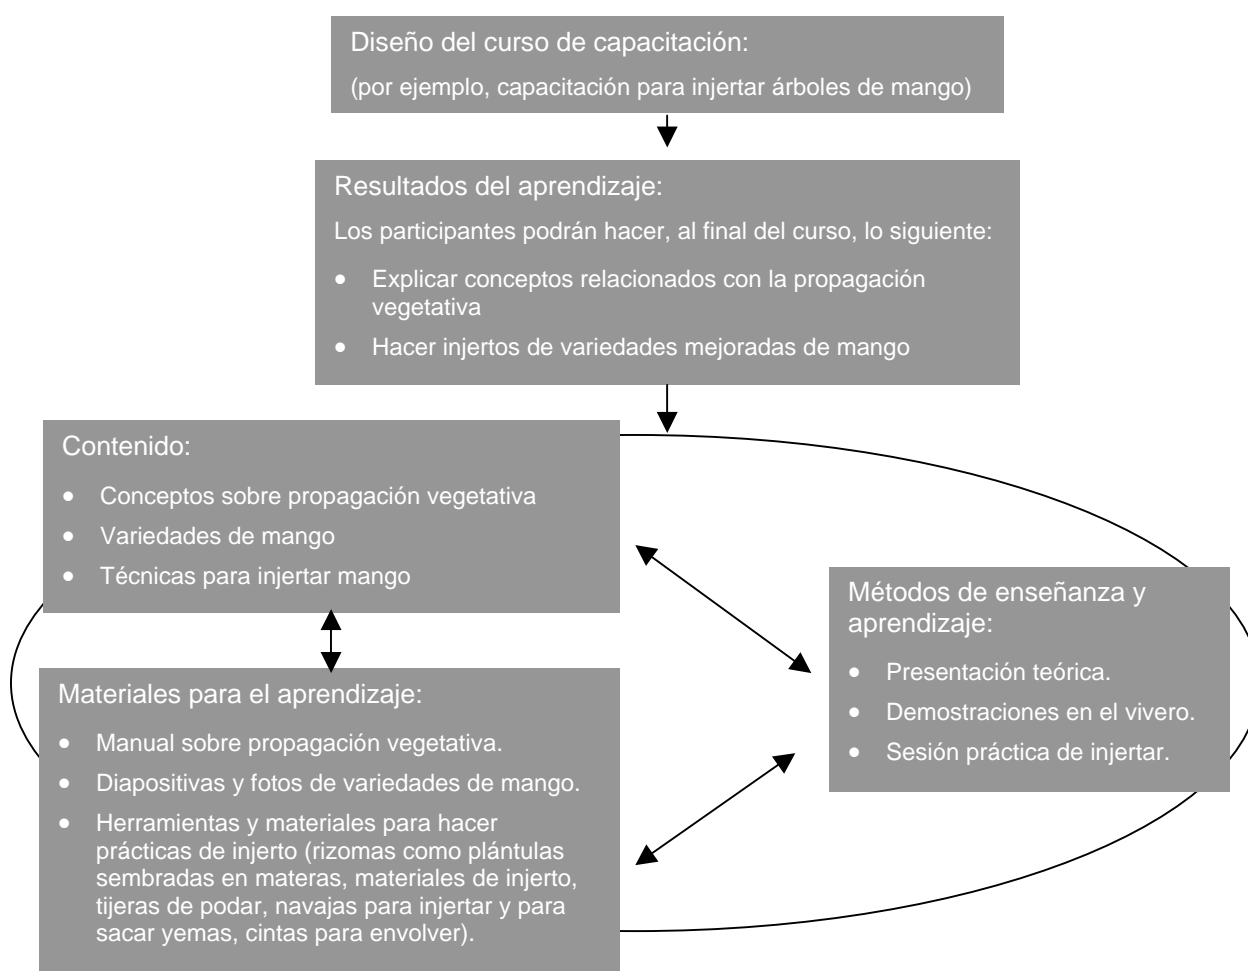 Diseño del curso de capacitación:
(por ejemplo, capacitación para injertar árboles de mango)
Resultados del aprendizaje:
Los participantes podrán hacer, al final del curso, lo siguiente:
• Explicar conceptos relacionados con la propagación
vegetativa
• Hacer injertos de variedades mejoradas de mango
Contenido:
• Conceptos sobre propagación vegetativa
• Variedades de mango
• Técnicas para injertar mango
Métodos de enseñanza y
aprendizaje:
• Presentación teórica.
• Demostraciones en el vivero.
• Sesión práctica de injertar.
Materiales para el aprendizaje:
• Manual sobre propagación vegetativa.
• Diapositivas y fotos de variedades de mango.
• Herramientas y materiales para hacer
prácticas de injerto (rizomas como plántulas
sembradas en materas, materiales de injerto,
tijeras de podar, navajas para injertar y para
sacar yemas, cintas para envolver).